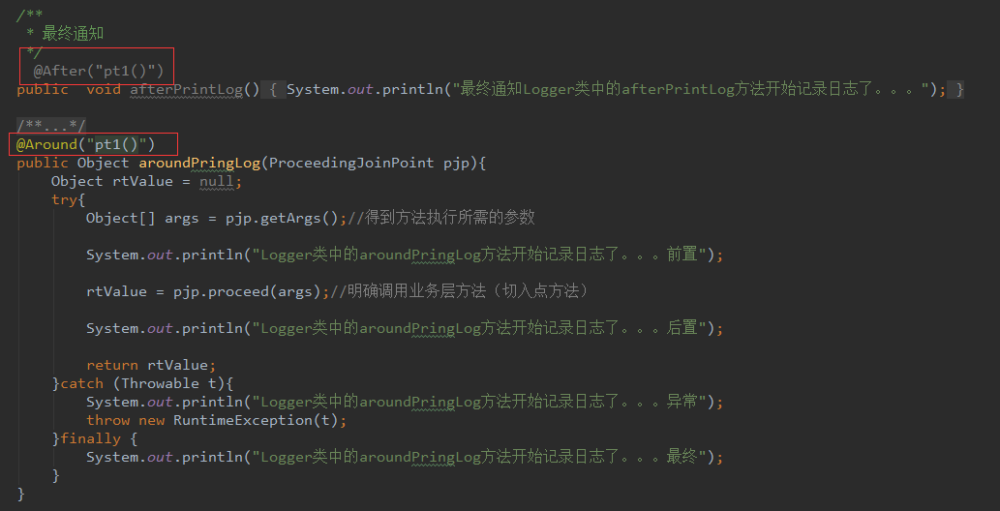 /**
 * 最终通知
 */
  @After("pt1()")
public  void afterPrintLog() { System.out.println("最终通知Logger类中的afterPrintLog方法开始记录日志了。。。"); }
/**...*/
@Around("pt1()")
public Object aroundPringLog(ProceedingJoinPoint pjp){
    Object rtValue = null;
    try{
        Object[] args = pjp.getArgs();//得到方法执行所需的参数
        System.out.println("Logger类中的aroundPringLog方法开始记录日志了。。。前置");
        rtValue = pjp.proceed(args);//明确调用业务层方法（切入点方法）
        System.out.println("Logger类中的aroundPringLog方法开始记录日志了。。。后置");
        return rtValue;
    }catch (Throwable t){
        System.out.println("Logger类中的aroundPringLog方法开始记录日志了。。。异常");
        throw new RuntimeException(t);
    }finally {
        System.out.println("Logger类中的aroundPringLog方法开始记录日志了。。。最终");
    }
}